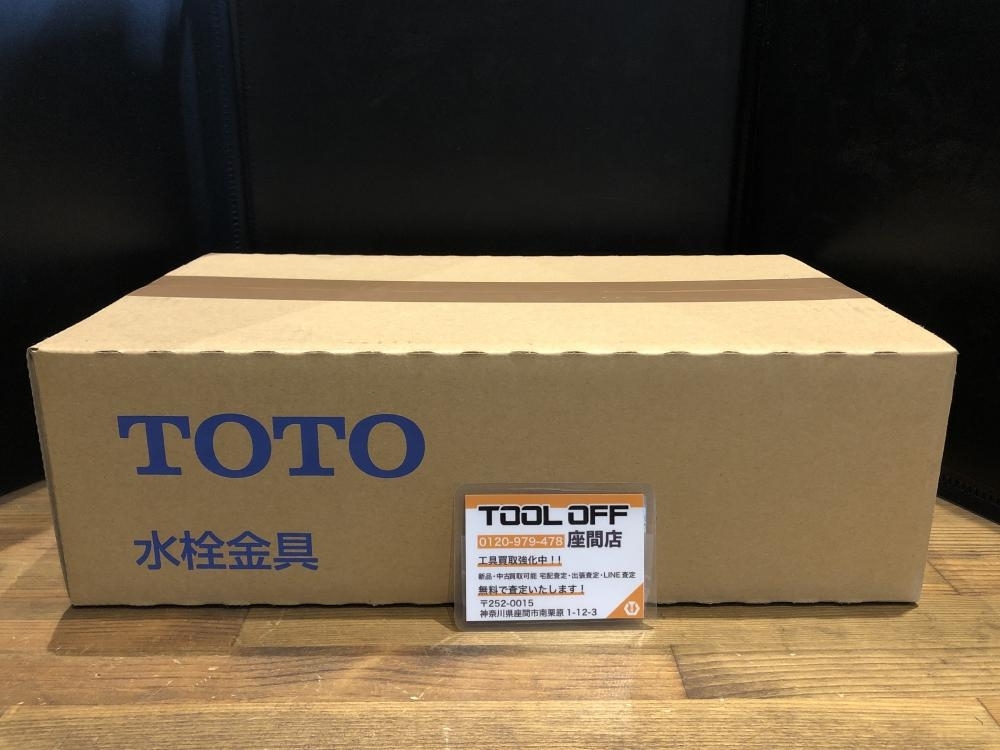 TOTO
水栓金具
TOOL OFF
0120-979-478 座間店
工具買取強化中!!
新品・中古買取可能 宅配査定・出張査定・LINE査定
無料で査定いたします!
〒252-0015
神奈川県座間市南栗原 1-12-3